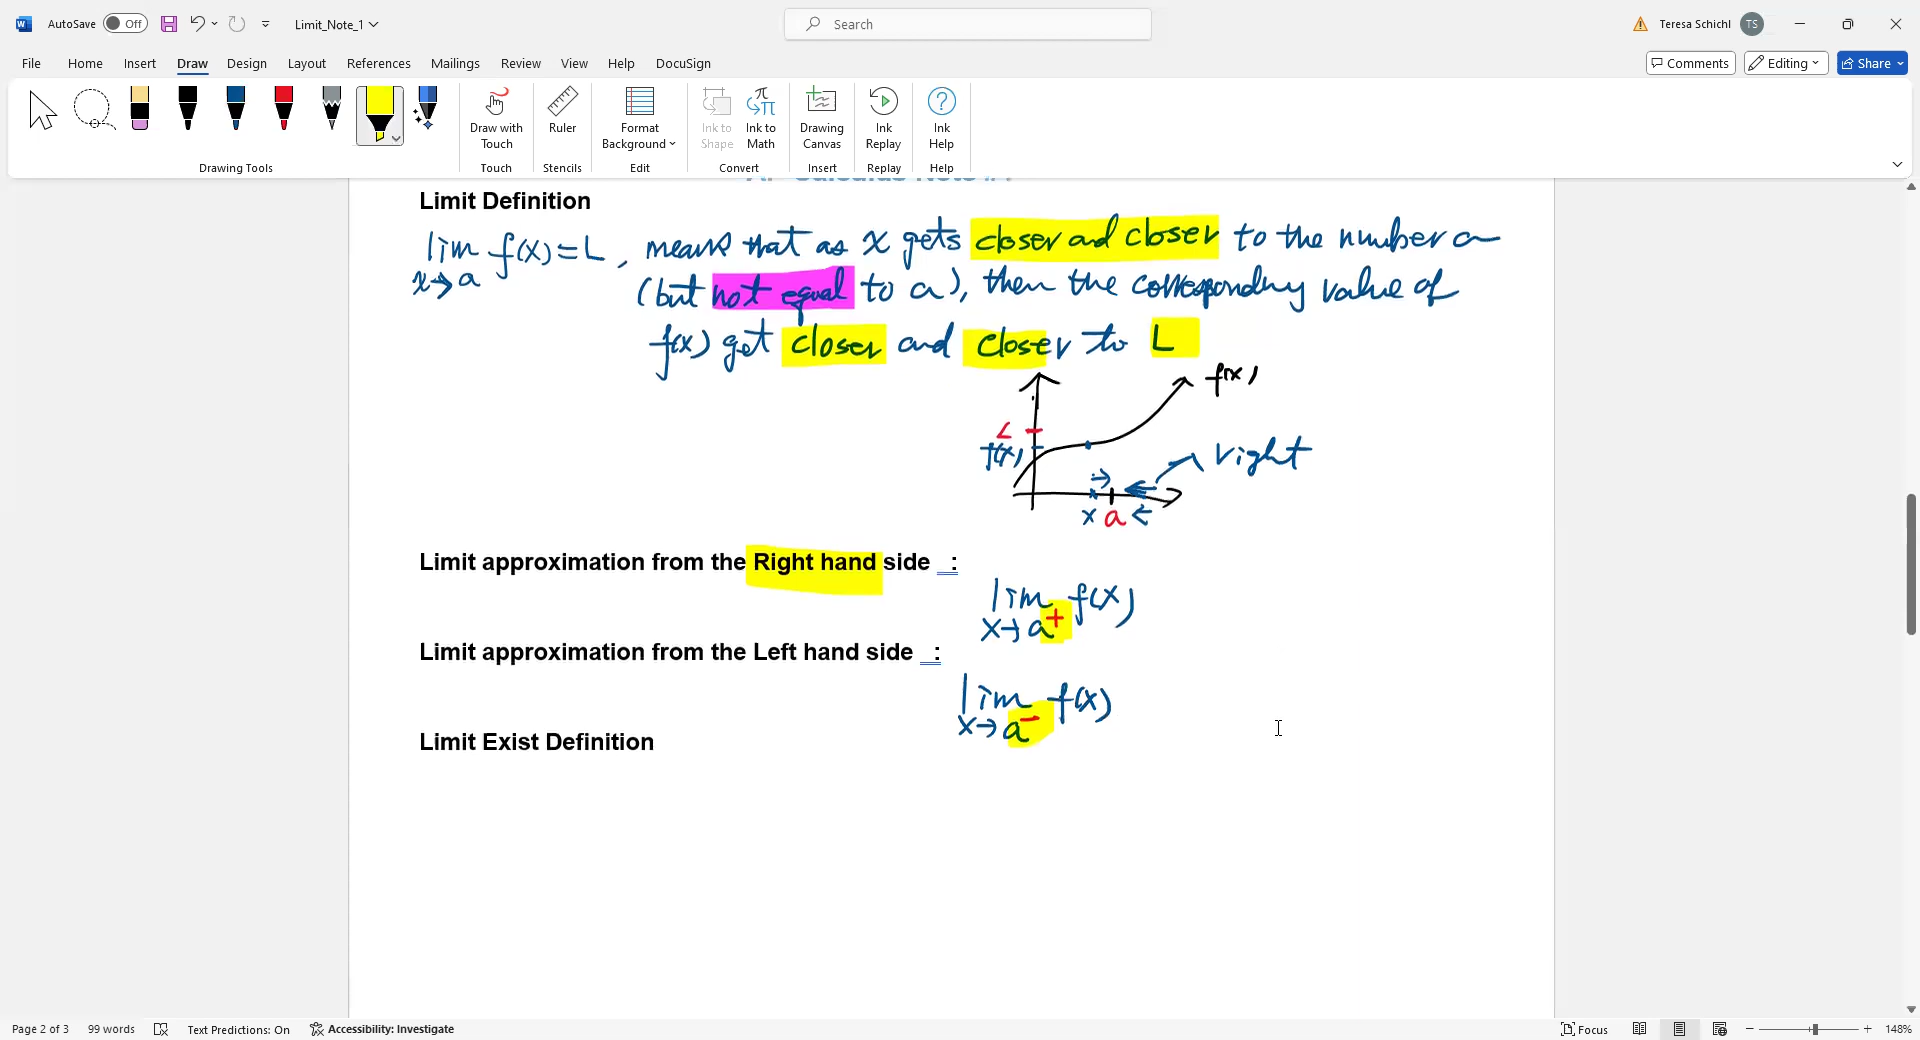 AutoSave Off Limit_Note_1 Search Teresa Schichl TS
File Home Insert Draw Design Layout References Mailings Review View Help DocuSign Comments Editing Share
Draw with Touch Ruler Format Background Ink to Shape Ink to Math Drawing Canvas Ink Replay Ink Help
Drawing Tools Touch Stencils Edit Convert Insert Replay Help
Limit Definition
lim f(x)=L, means that as x gets closer and closer to the number a
x→a
(but not equal to a), then the corresponding value of
f(x) get closer and closer to L
f(x)
L
f(x) right
x a
Limit approximation from the Right hand side :
lim f(x)
x→a+
Limit approximation from the Left hand side :
lim f(x)
x→a−
Limit Exist Definition
Page 2 of 3 99 words Text Predictions: On Accessibility: Investigate Focus 148%